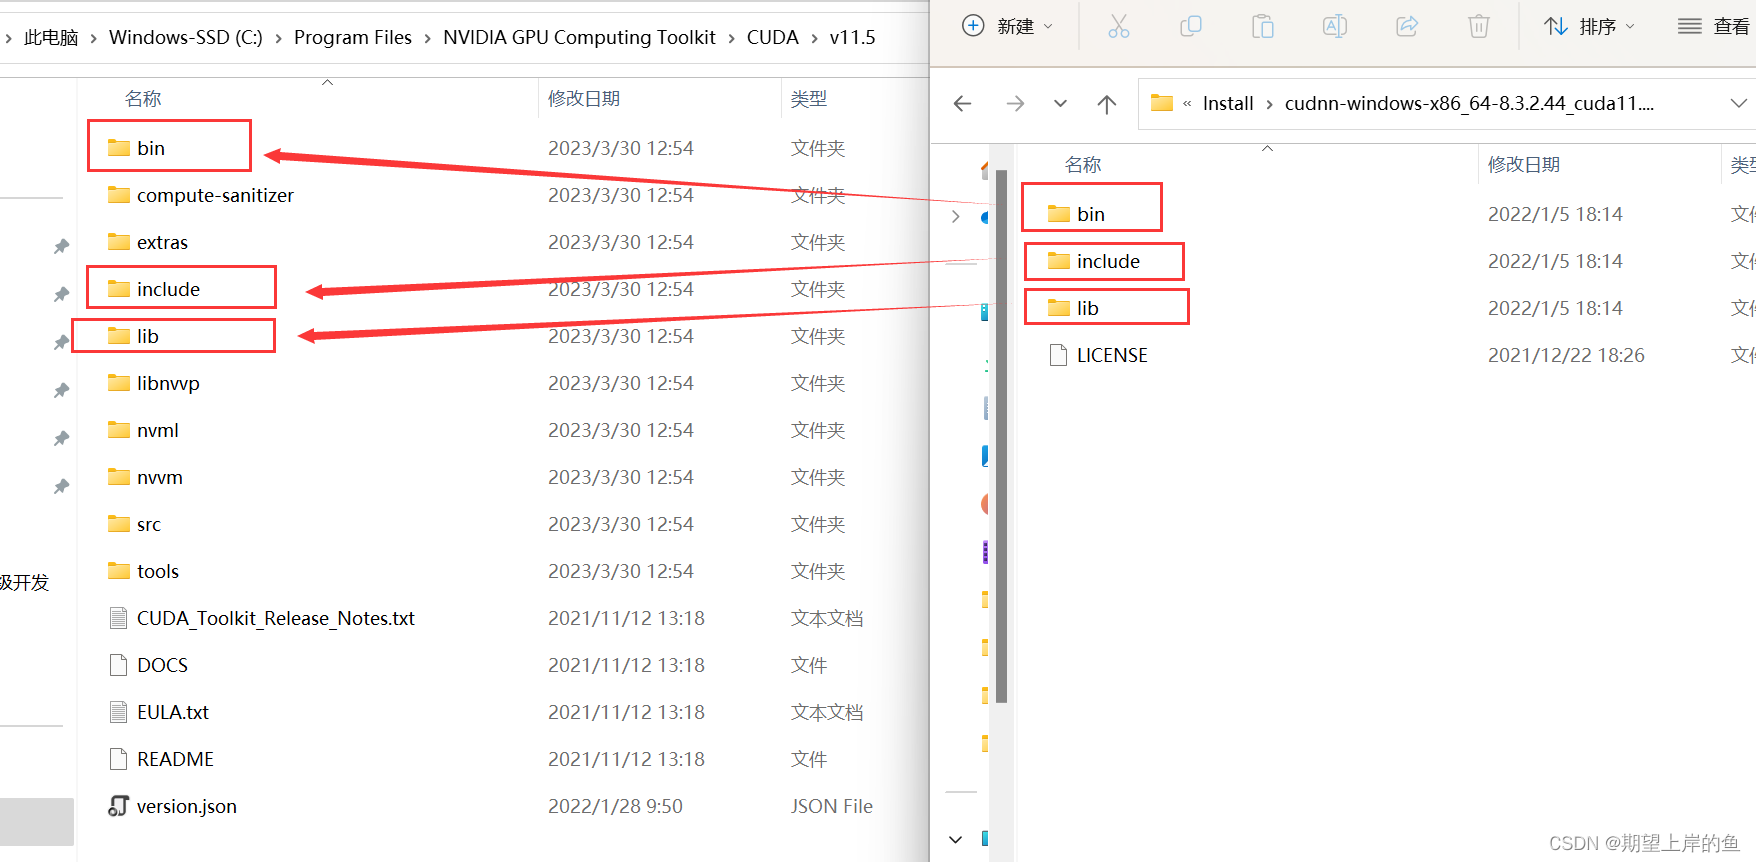 此电脑 Windows-SSD (C:) Program Files NVIDIA GPU Computing Toolkit CUDA v11.5
名称 修改日期 类型
bin 2023/3/30 12:54 文件夹
compute-sanitizer 2023/3/30 12:54 文件夹
extras 2023/3/30 12:54 文件夹
include 2023/3/30 12:54 文件夹
lib 2023/3/30 12:54 文件夹
libnvvp 2023/3/30 12:54 文件夹
nvml 2023/3/30 12:54 文件夹
nvvm 2023/3/30 12:54 文件夹
src 2023/3/30 12:54 文件夹
tools 2023/3/30 12:54 文件夹
CUDA_Toolkit_Release_Notes.txt 2021/11/12 13:18 文本文档
DOCS 2021/11/12 13:18 文件
EULA.txt 2021/11/12 13:18 文本文档
README 2021/11/12 13:18 文件
version.json 2022/1/28 9:50 JSON File
级开发
新建 排序 查看
« Install cudnn-windows-x86_64-8.3.2.44_cuda11....
名称 修改日期 类型
bin 2022/1/5 18:14 文件
include 2022/1/5 18:14 文件
lib 2022/1/5 18:14 文件
LICENSE 2021/12/22 18:26 文件
CSDN @期望上岸的鱼